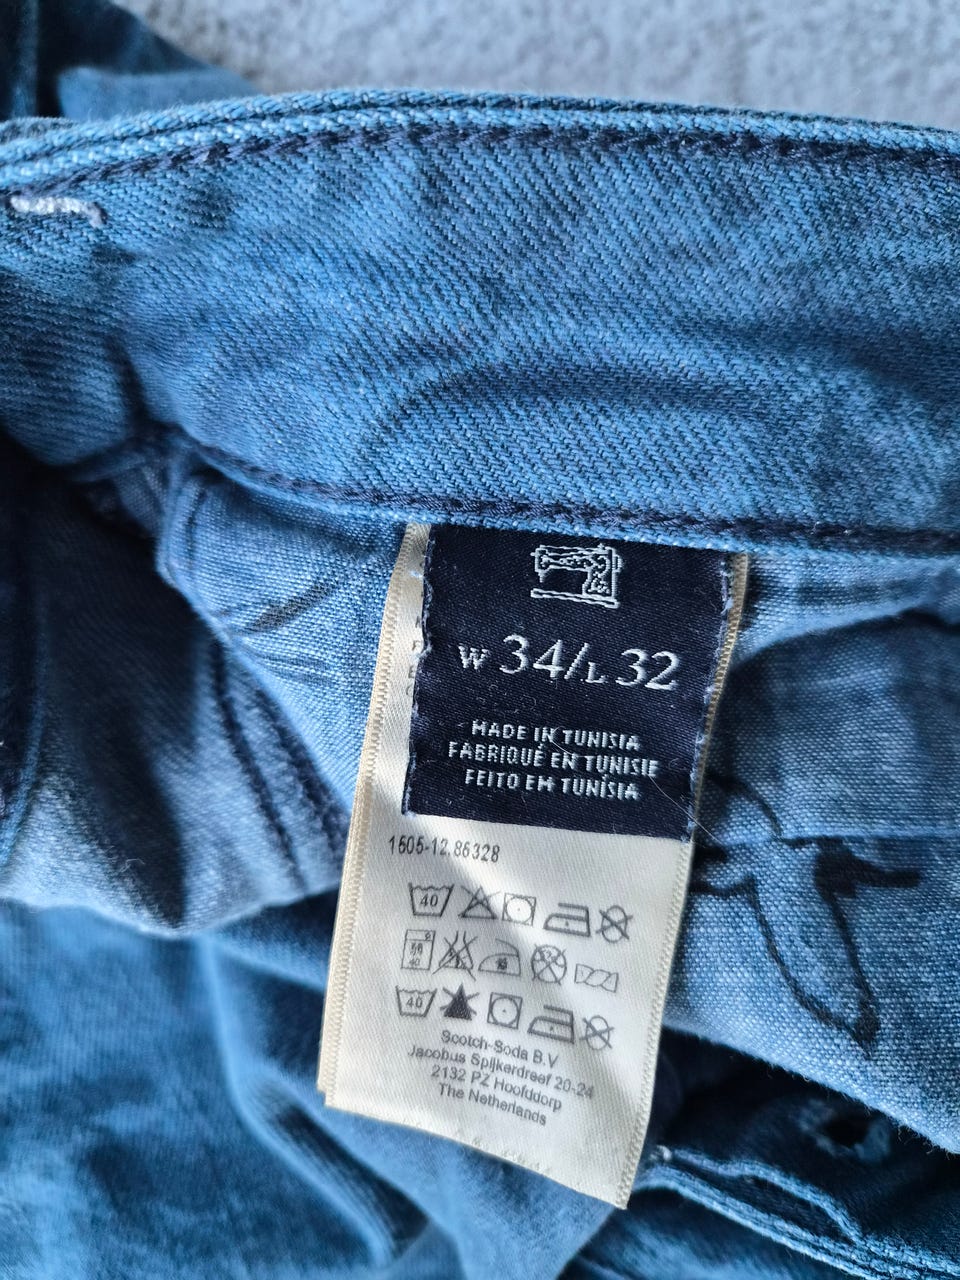 W 34/L 32
MADE IN TUNISIA
FABRIQUÉ EN TUNISIE
FEITO EM TUNÍSIA
1605-12.86328
40
40
Scotch-Soda B.V
Jacobus Spijkerdreef 20-24
2132 PZ Hoofddorp
The Netherlands